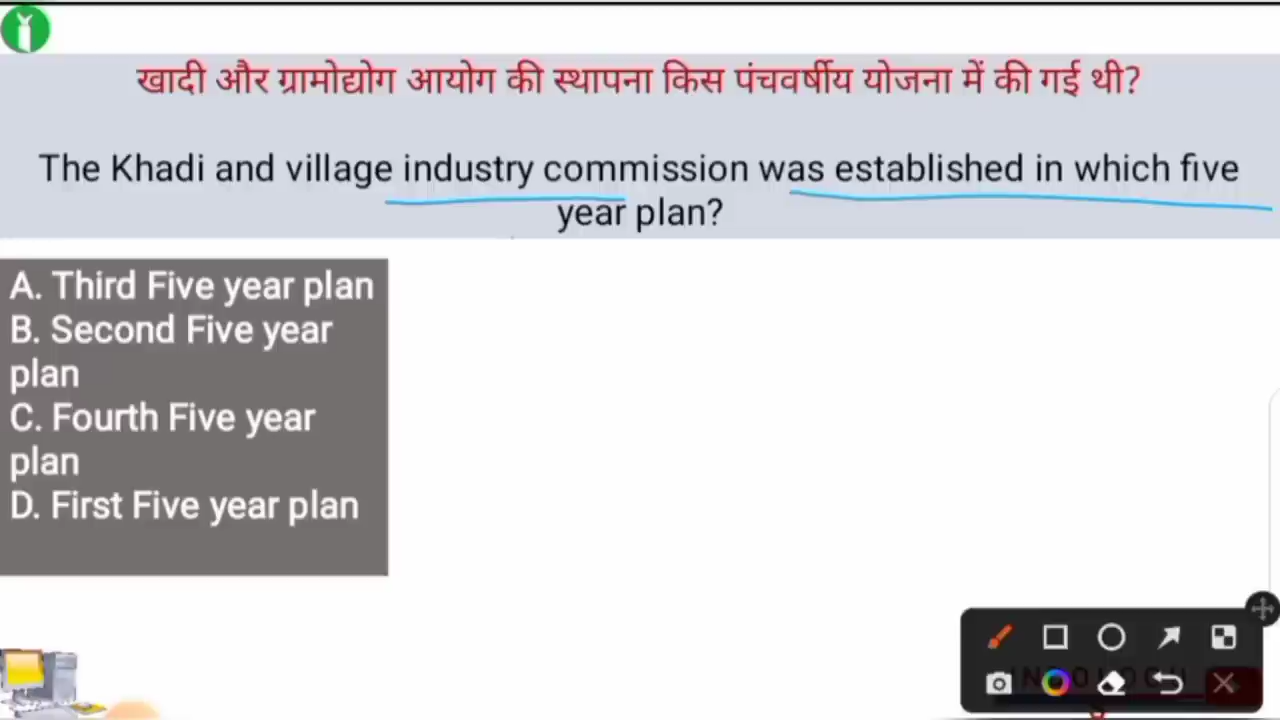 खादी और ग्रामोद्योग आयोग की स्थापना किस पंचवर्षीय योजना में की गई थी?
The Khadi and village industry commission was established in which five
year plan?
A. Third Five year plan
B. Second Five year
plan
C. Fourth Five year
plan
D. First Five year plan